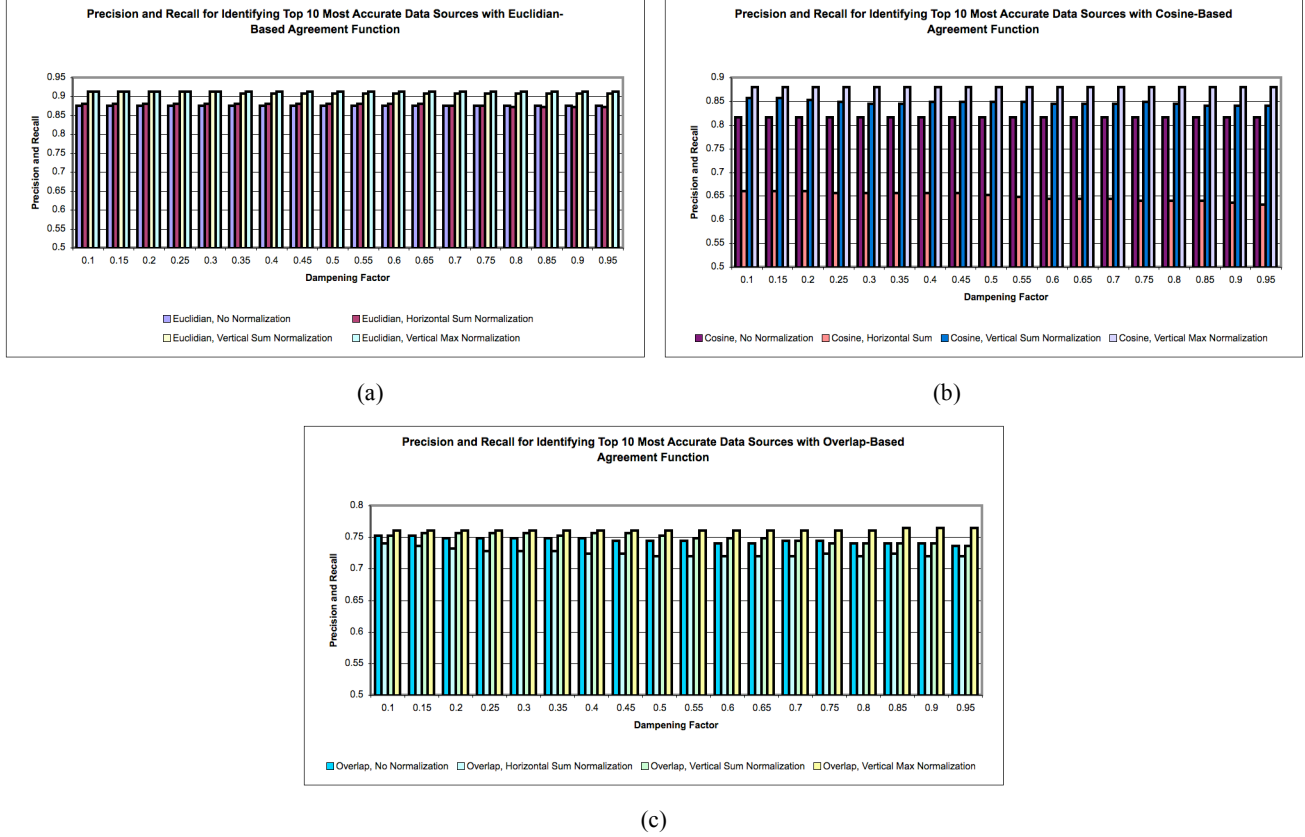 Precision and Recall for Identifying Top 10 Most Accurate Data Sources with Euclidian-
Based Agreement Function
0.95
0.9
0.85
0.8
0.75
0.7
0.65
0.6
0.55
0.5
Precision and Recall
0.1 0.15 0.2 0.25 0.3 0.35 0.4 0.45 0.5 0.55 0.6 0.65 0.7 0.75 0.8 0.85 0.9 0.95
Dampening Factor
Euclidian, No Normalization Euclidian, Horizontal Sum Normalization
Euclidian, Vertical Sum Normalization Euclidian, Vertical Max Normalization
(a)
Precision and Recall for Identifying Top 10 Most Accurate Data Sources with Cosine-Based
Agreement Function
0.9
0.85
0.8
0.75
0.7
0.65
0.6
0.55
0.5
Precision and Recall
0.1 0.15 0.2 0.25 0.3 0.35 0.4 0.45 0.5 0.55 0.6 0.65 0.7 0.75 0.8 0.85 0.9 0.95
Dampening Factor
Cosine, No Normalization Cosine, Horizontal Sum Cosine, Vertical Sum Normalization Cosine, Vertical Max Normalization
(b)
Precision and Recall for Identifying Top 10 Most Accurate Data Sources with Overlap-Based
Agreement Function
0.8
0.75
0.7
0.65
0.6
0.55
0.5
Precision and Recall
0.1 0.15 0.2 0.25 0.3 0.35 0.4 0.45 0.5 0.55 0.6 0.65 0.7 0.75 0.8 0.85 0.9 0.95
Dampening Factor
Overlap, No Normalization Overlap, Horizontal Sum Normalization Overlap, Vertical Sum Normalization Overlap, Vertical Max Normalization
(c)